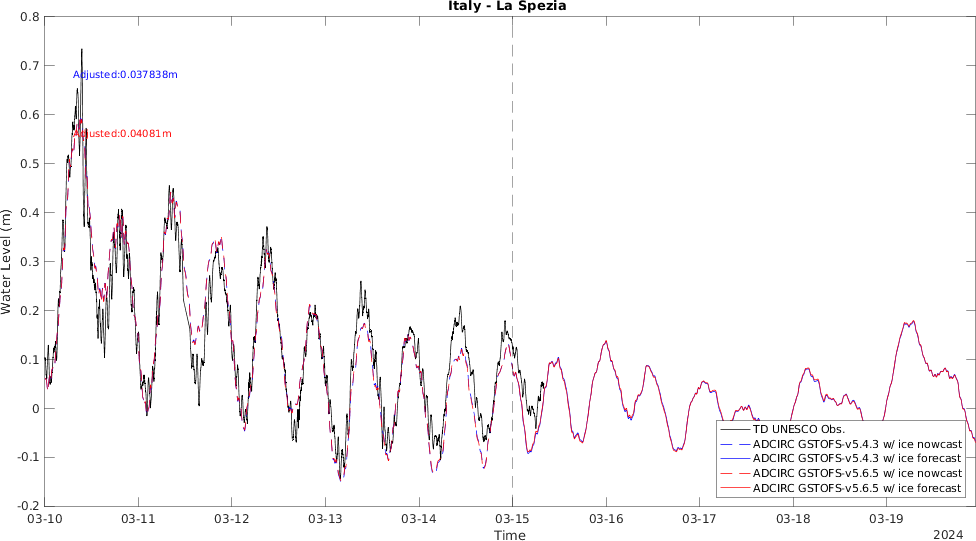 Italy - La Spezia
0.8
0.7
0.6
0.5
0.4
0.3
0.2
0.1
0
-0.1
-0.2
Water Level (m)
Adjusted:0.037838m
Adjusted:0.04081m
TD UNESCO Obs.
ADCIRC GSTOFS-v5.4.3 w/ ice nowcast
ADCIRC GSTOFS-v5.4.3 w/ ice forecast
ADCIRC GSTOFS-v5.6.5 w/ ice nowcast
ADCIRC GSTOFS-v5.6.5 w/ ice forecast
03-10 03-11 03-12 03-13 03-14 03-15 03-16 03-17 03-18 03-19
Time
2024